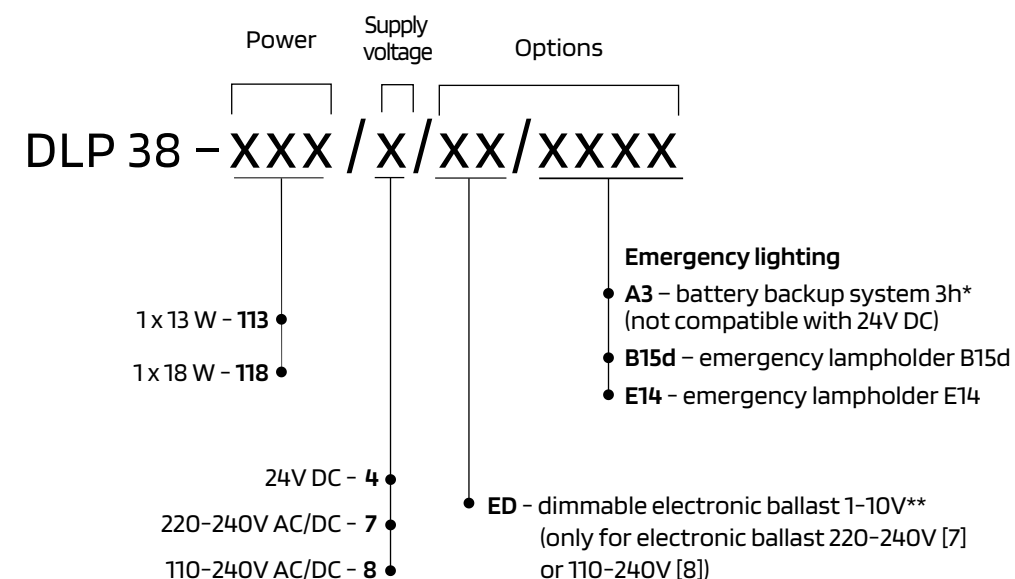 Power
Supply
voltage
Options
DLP 38 – XXX / X / XX / XXXX
Emergency lighting
A3 – battery backup system 3h*
(not compatible with 24V DC)
B15d – emergency lampholder B15d
E14 – emergency lampholder E14
1 x 13 W – 113
1 x 18 W – 118
24V DC – 4
220-240V AC/DC – 7
110-240V AC/DC – 8
ED – dimmable electronic ballast 1-10V**
(only for electronic ballast 220-240V [7]
or 110-240V [8])